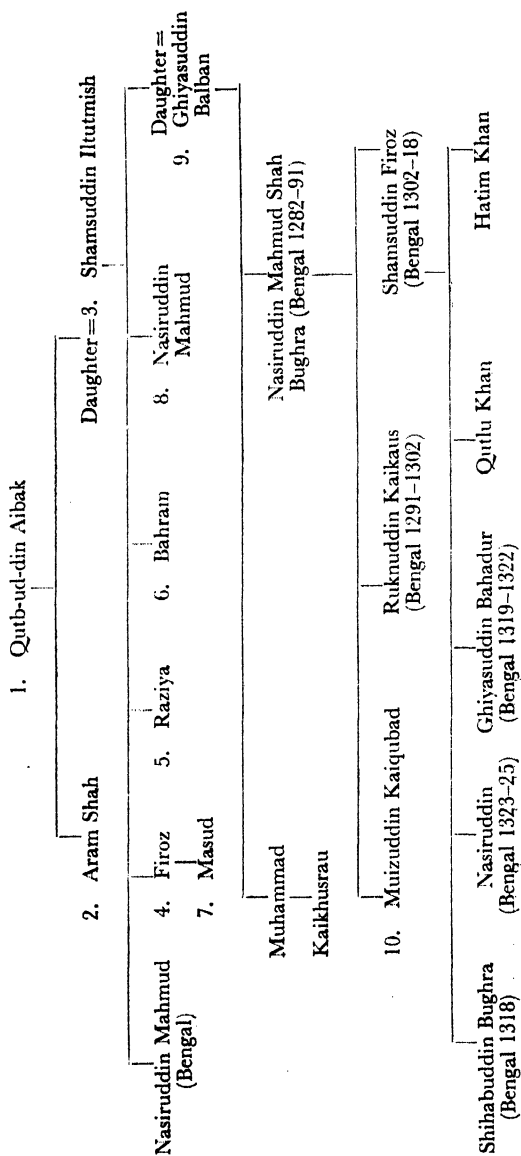 1. Qutb-ud-din Aibak
2. Aram Shah
Daughter=3. Shamsuddin Iltutmish
Nasiruddin Mahmud
(Bengal)
4. Firoz
5. Raziya
6. Bahram
8. Nasiruddin
Mahmud
Daughter=
9. Ghiyasuddin
Balban
7. Masud
Muhammad
Nasiruddin Mahmud Shah
Bughra (Bengal 1282-91)
Kaikhusrau
10. Muizuddin Kaiqubad
Ruknuddin Kaikaus
(Bengal 1291-1302)
Shamsuddin Firoz
(Bengal 1302-18)
Shihabuddin Bughra
(Bengal 1318)
Nasiruddin
(Bengal 1323-25)
Ghiyasuddin Bahadur
(Bengal 1319-1322)
Qutlu Khan
Hatim Khan